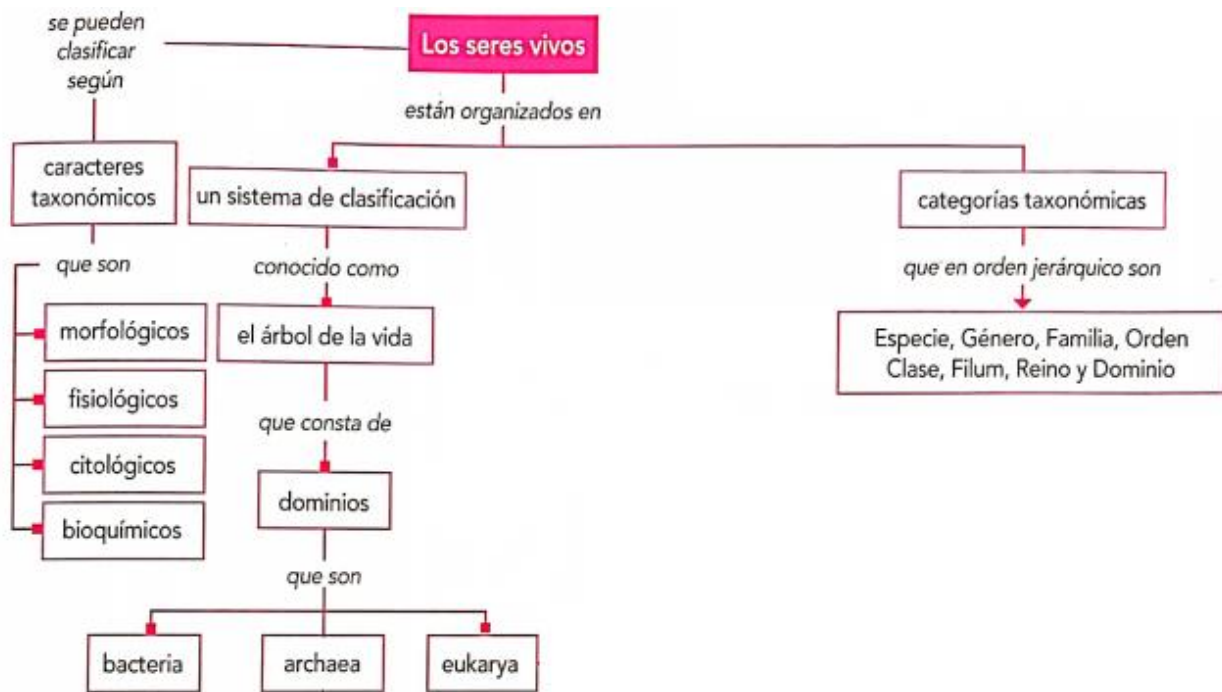 se pueden
clasificar
según
Los seres vivos
están organizados en
caracteres
taxonómicos
un sistema de clasificación
categorías taxonómicas
que son
conocido como
que en orden jerárquico son
morfológicos
el árbol de la vida
Especie, Género, Familia, Orden
Clase, Filum, Reino y Dominio
fisiológicos
que consta de
citológicos
dominios
bioquímicos
que son
bacteria
archaea
eukarya